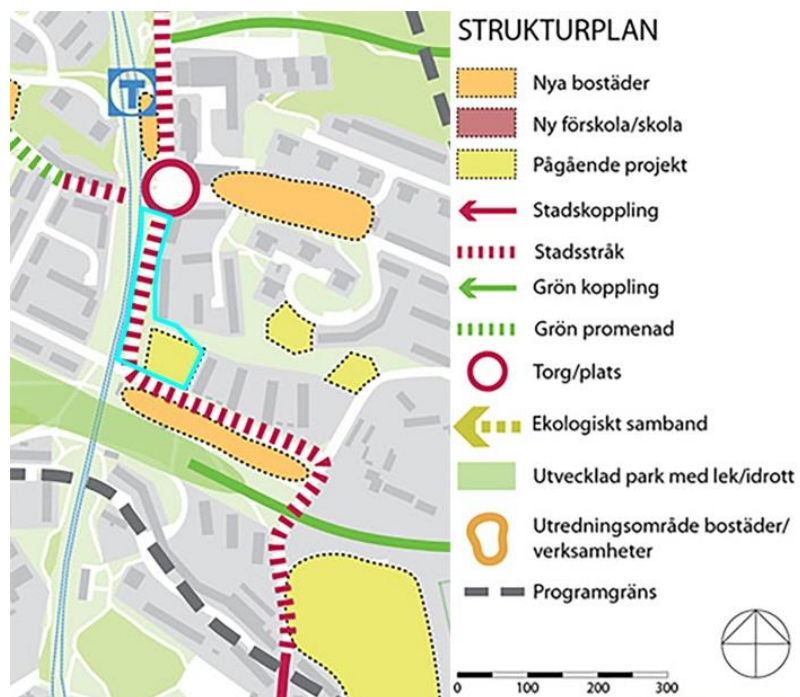 T
STRUKTURPLAN
Nya bostäder
Ny förskola/skola
Pågående projekt
Stadskoppling
Stadsstråk
Grön koppling
Grön promenad
Torg/plats
Ekologiskt samband
Utvecklad park med lek/idrott
Utredningsområde bostäder/
verksamheter
Programgräns
0 100 200 300